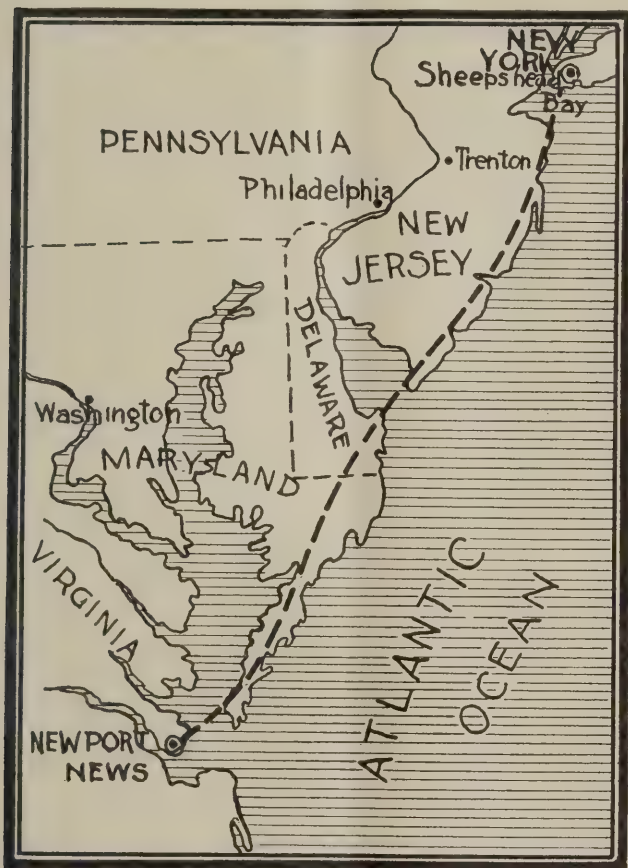 NEW
YORK
Sheepshead
Bay
PENNSYLVANIA
Trenton
Philadelphia
NEW
JERSEY
DELAWARE
Washington
MARYLAND
VIRGINIA
ATLANTIC
OCEAN
NEWPORT
NEWS